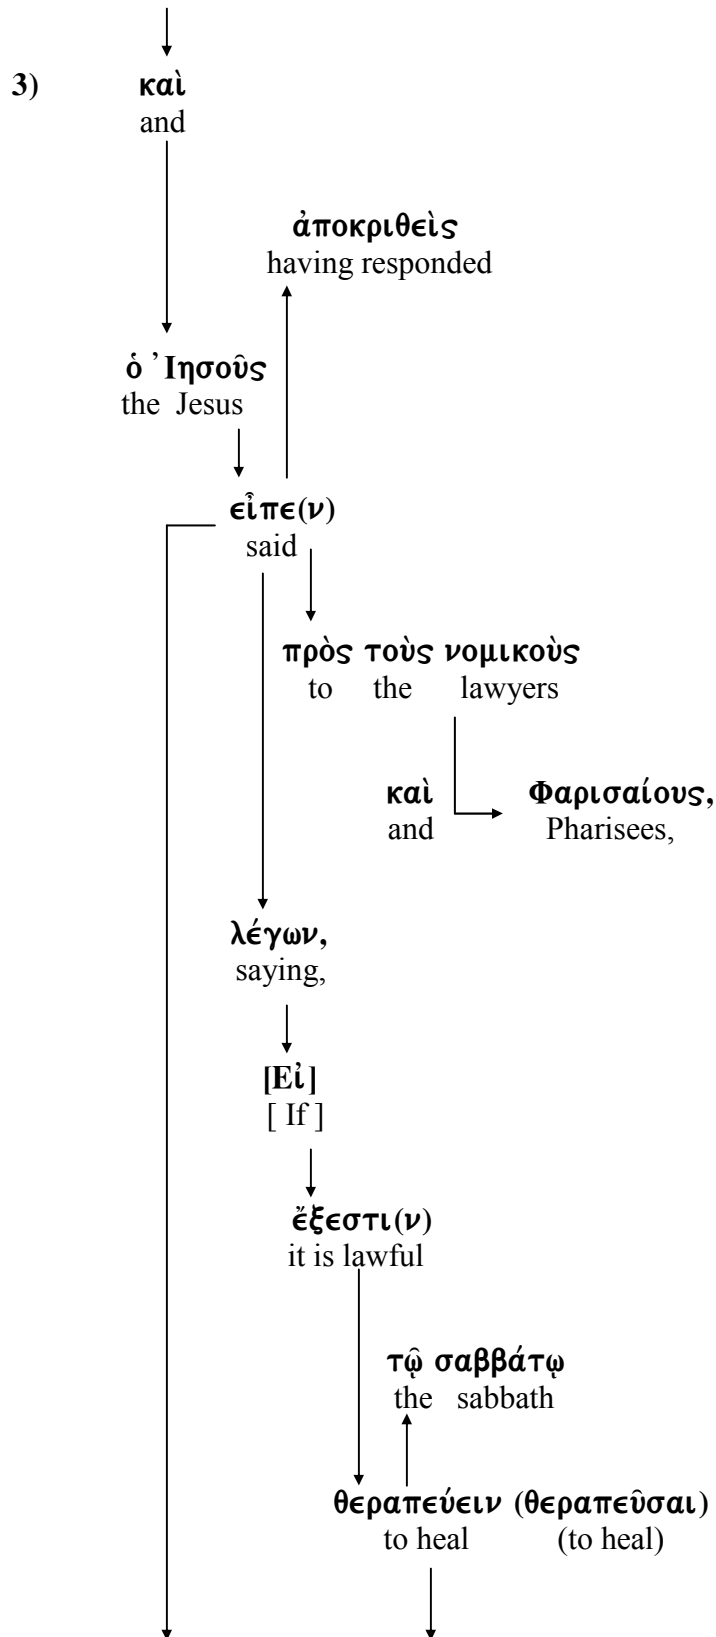 3) καὶ
and
ἀποκριθεὶς
having responded
ὁ Ἰησοῦς
the Jesus
εἶπε(ν)
said
πρὸς τοὺς νομικοὺς
to the lawyers
καὶ Φαρισαίους,
and Pharisees,
λέγων,
saying,
[Εἰ]
[ If ]
ἔξεστι(ν)
it is lawful
τῷ σαββάτῳ
the sabbath
θεραπεύειν (θεραπεῦσαι)
to heal (to heal)